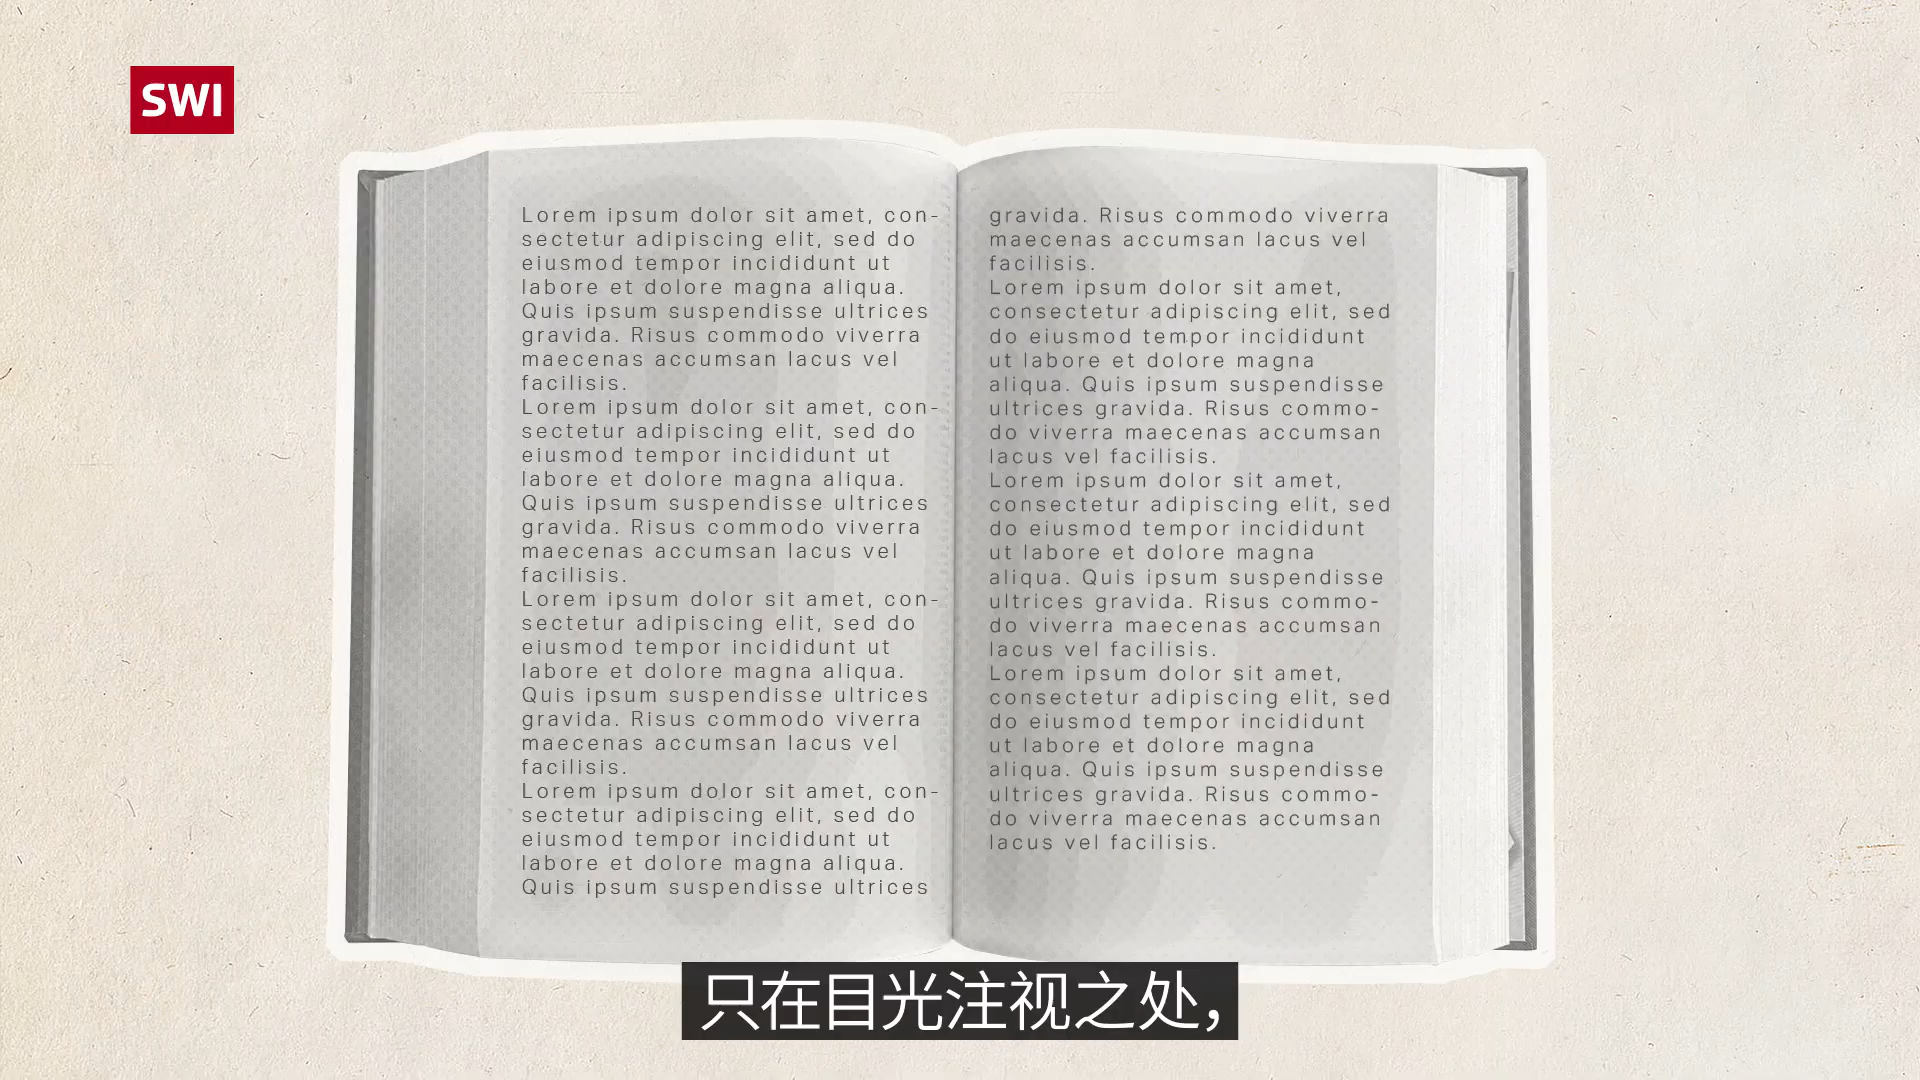 SWI
Lorem ipsum dolor sit amet, con-
sectetur adipiscing elit, sed do
eiusmod tempor incididunt ut
labore et dolore magna aliqua.
Quis ipsum suspendisse ultrices
gravida. Risus commodo viverra
maecenas accumsan lacus vel
facilisis.
Lorem ipsum dolor sit amet, con-
sectetur adipiscing elit, sed do
eiusmod tempor incididunt ut
labore et dolore magna aliqua.
Quis ipsum suspendisse ultrices
gravida. Risus commodo viverra
maecenas accumsan lacus vel
facilisis.
Lorem ipsum dolor sit amet, con-
sectetur adipiscing elit, sed do
eiusmod tempor incididunt ut
labore et dolore magna aliqua.
Quis ipsum suspendisse ultrices
gravida. Risus commodo viverra
maecenas accumsan lacus vel
facilisis.
Lorem ipsum dolor sit amet, con-
sectetur adipiscing elit, sed do
eiusmod tempor incididunt ut
labore et dolore magna aliqua.
Quis ipsum suspendisse ultrices
gravida. Risus commodo viverra
maecenas accumsan lacus vel
facilisis.
Lorem ipsum dolor sit amet,
consectetur adipiscing elit, sed
do eiusmod tempor incididunt
ut labore et dolore magna
aliqua. Quis ipsum suspendisse
ultrices gravida. Risus commo-
do viverra maecenas accumsan
lacus vel facilisis.
Lorem ipsum dolor sit amet,
consectetur adipiscing elit, sed
do eiusmod tempor incididunt
ut labore et dolore magna
aliqua. Quis ipsum suspendisse
ultrices gravida. Risus commo-
do viverra maecenas accumsan
lacus vel facilisis.
Lorem ipsum dolor sit amet,
consectetur adipiscing elit, sed
do eiusmod tempor incididunt
ut labore et dolore magna
aliqua. Quis ipsum suspendisse
ultrices gravida. Risus commo-
do viverra maecenas accumsan
lacus vel facilisis.
只在目光注视之处，